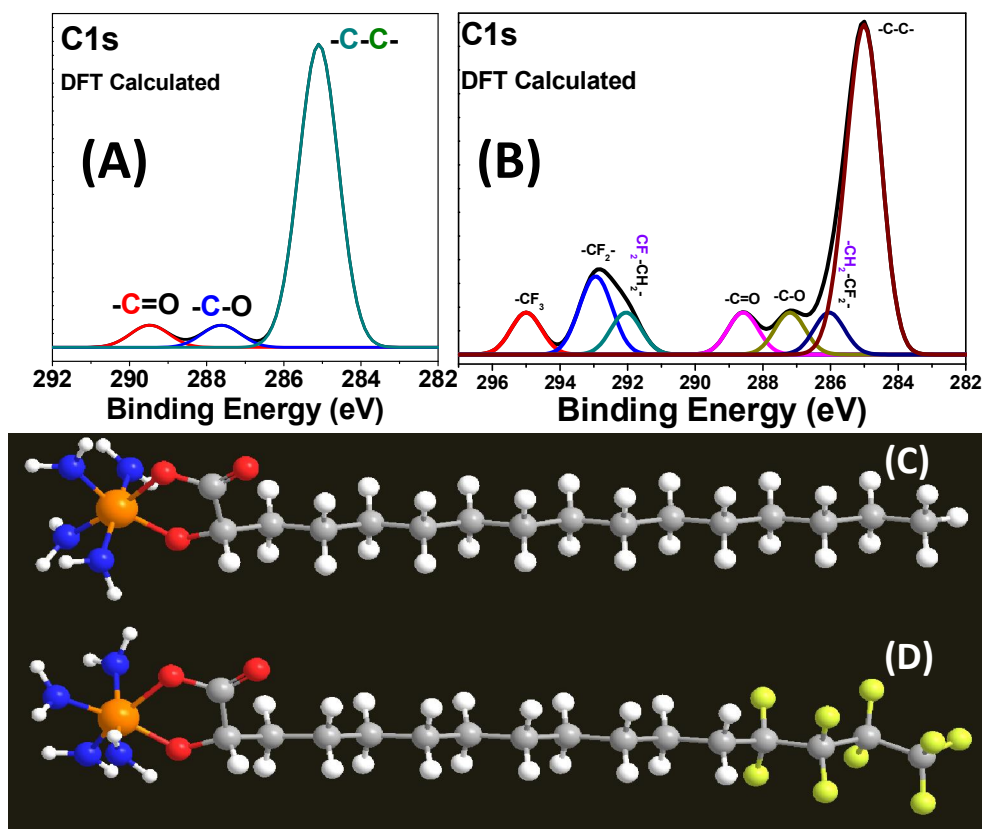 C1s
DFT Calculated
(A)
-C-C-
-C=O
-C-O
292 290 288 286 284 282
Binding Energy (eV)
C1s
DFT Calculated
(B)
-C-C-
-CF₃
-CF₂-
CF₂-CH₂-
-C=O
-C-O
-CH₂-CF₂-
296 294 292 290 288 286 284 282
Binding Energy (eV)
(C)
(D)